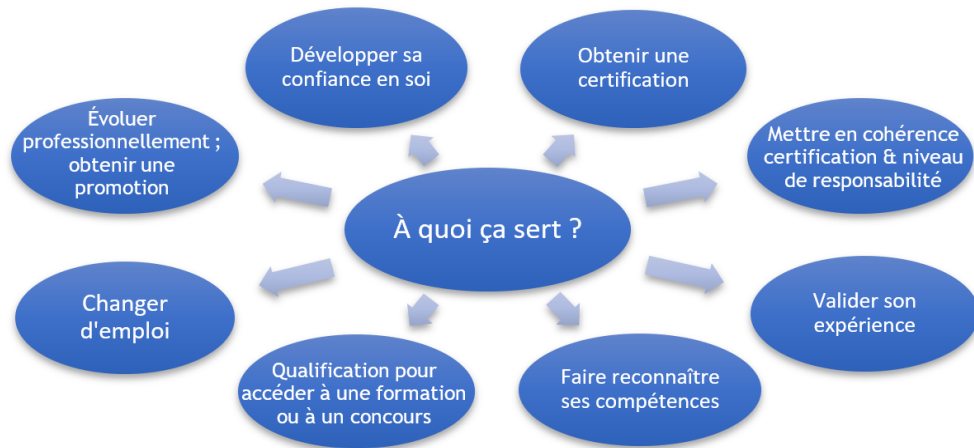 Développer sa
confiance en soi
Obtenir une
certification
Évoluer
professionnellement ;
obtenir une
promotion
Mettre en cohérence
certification & niveau
de responsabilité
À quoi ça sert ?
Changer
d'emploi
Valider son
expérience
Qualification pour
accéder à une formation
ou à un concours
Faire reconnaître
ses compétences